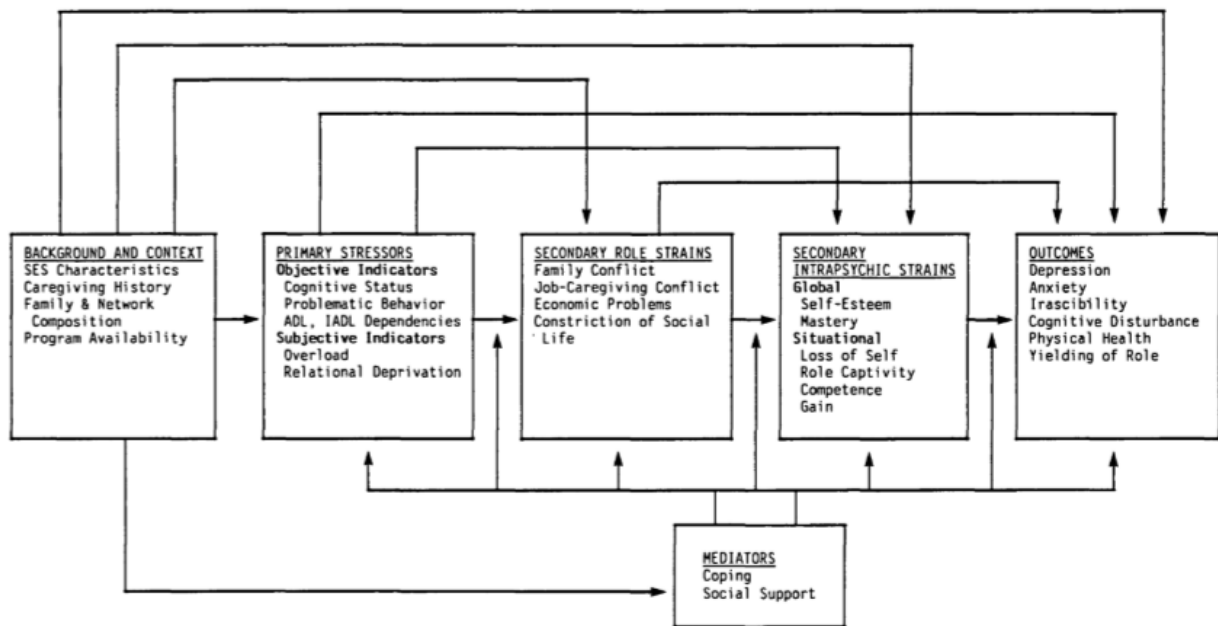 BACKGROUND AND CONTEXT
SES Characteristics
Caregiving History
Family & Network
Composition
Program Availability
PRIMARY STRESSORS
Objective Indicators
Cognitive Status
Problematic Behavior
ADL, IADL Dependencies
Subjective Indicators
Overload
Relational Deprivation
SECONDARY ROLE STRAINS
Family Conflict
Job-Caregiving Conflict
Economic Problems
Constriction of Social
Life
SECONDARY
INTRAPSYCHIC STRAINS
Global
Self-Esteem
Mastery
Situational
Loss of Self
Role Captivity
Competence
Gain
OUTCOMES
Depression
Anxiety
Irascibility
Cognitive Disturbance
Physical Health
Yielding of Role
MEDIATORS
Coping
Social Support